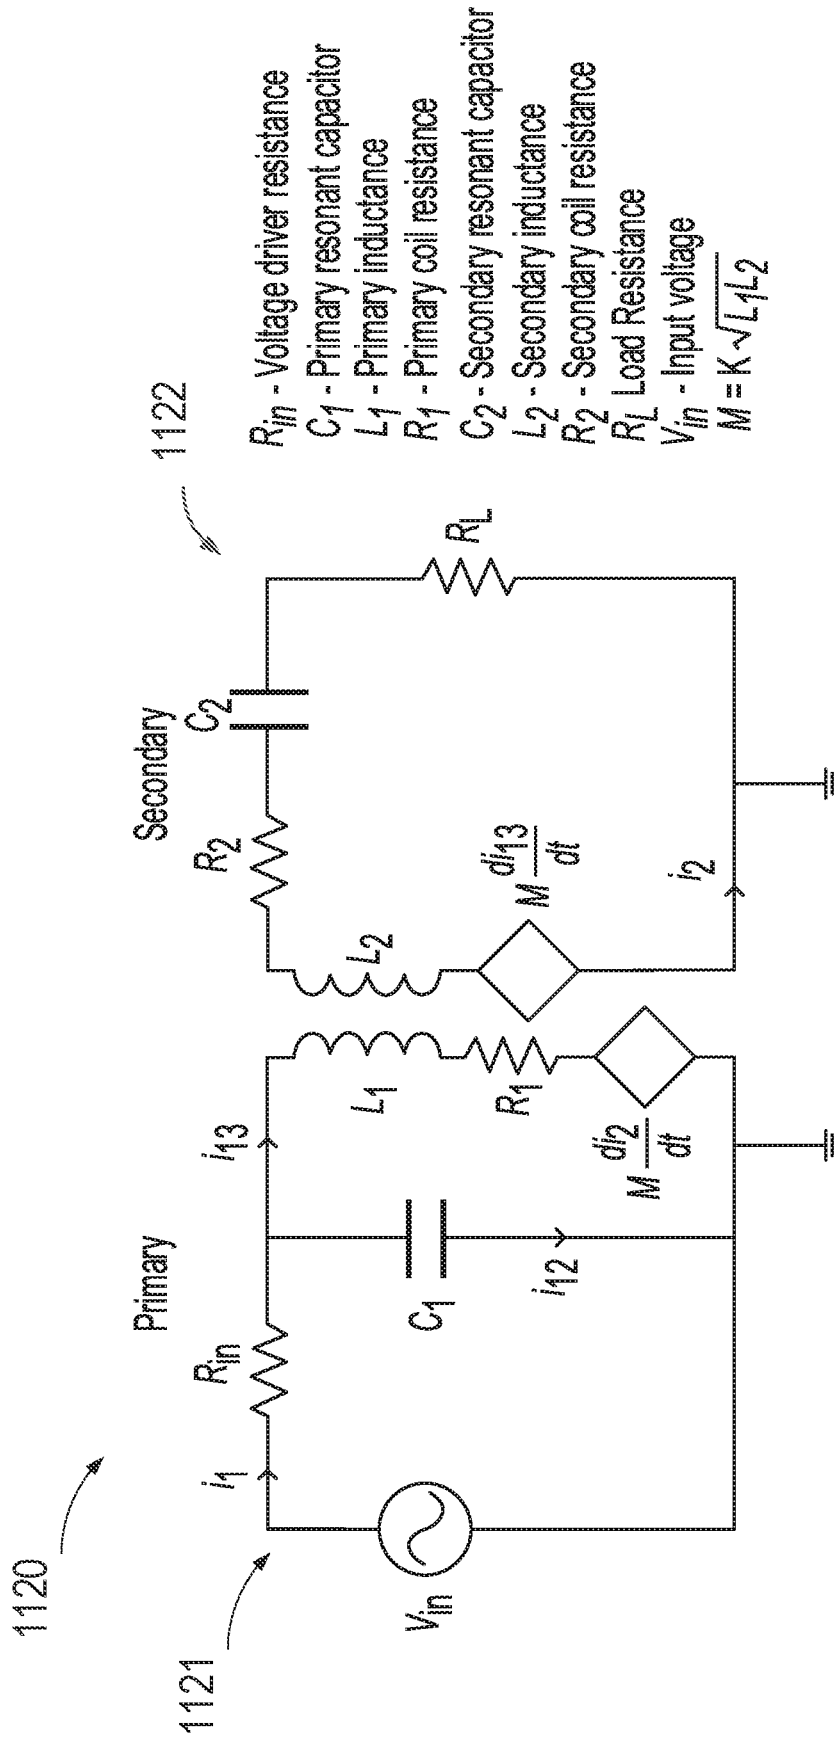 1120
1121
Primary
Secondary
1122
i1
Rin
i13
R2
C2
Vin
C1
i12
L1
R1
M di2/dt
L2
M di13/dt
i2
RL
Rin - Voltage driver resistance
C1 - Primary resonant capacitor
L1 - Primary inductance
R1 - Primary coil resistance
C2 - Secondary resonant capacitor
L2 - Secondary inductance
R2 - Secondary coil resistance
RL Load Resistance
Vin - Input voltage
M = K √L1L2